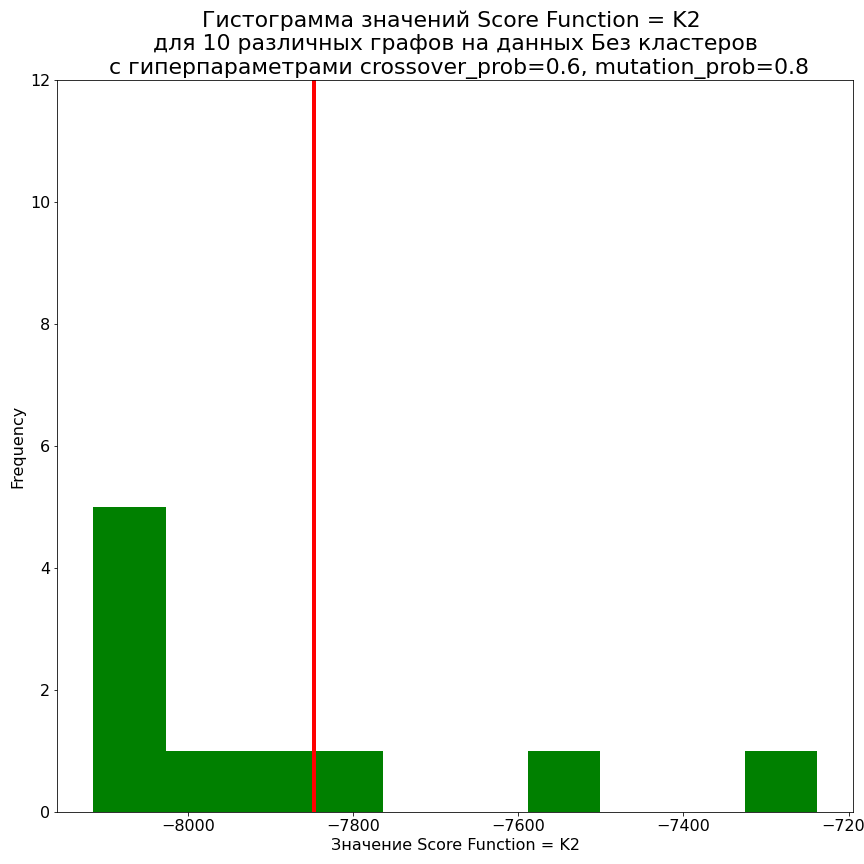 Гистограмма значений Score Function = K2
для 10 различных графов на данных Без кластеров
с гиперпараметрами crossover_prob=0.6, mutation_prob=0.8
12
10
8
6
4
2
0
Frequency
−8000 −7800 −7600 −7400 −720
Значение Score Function = K2